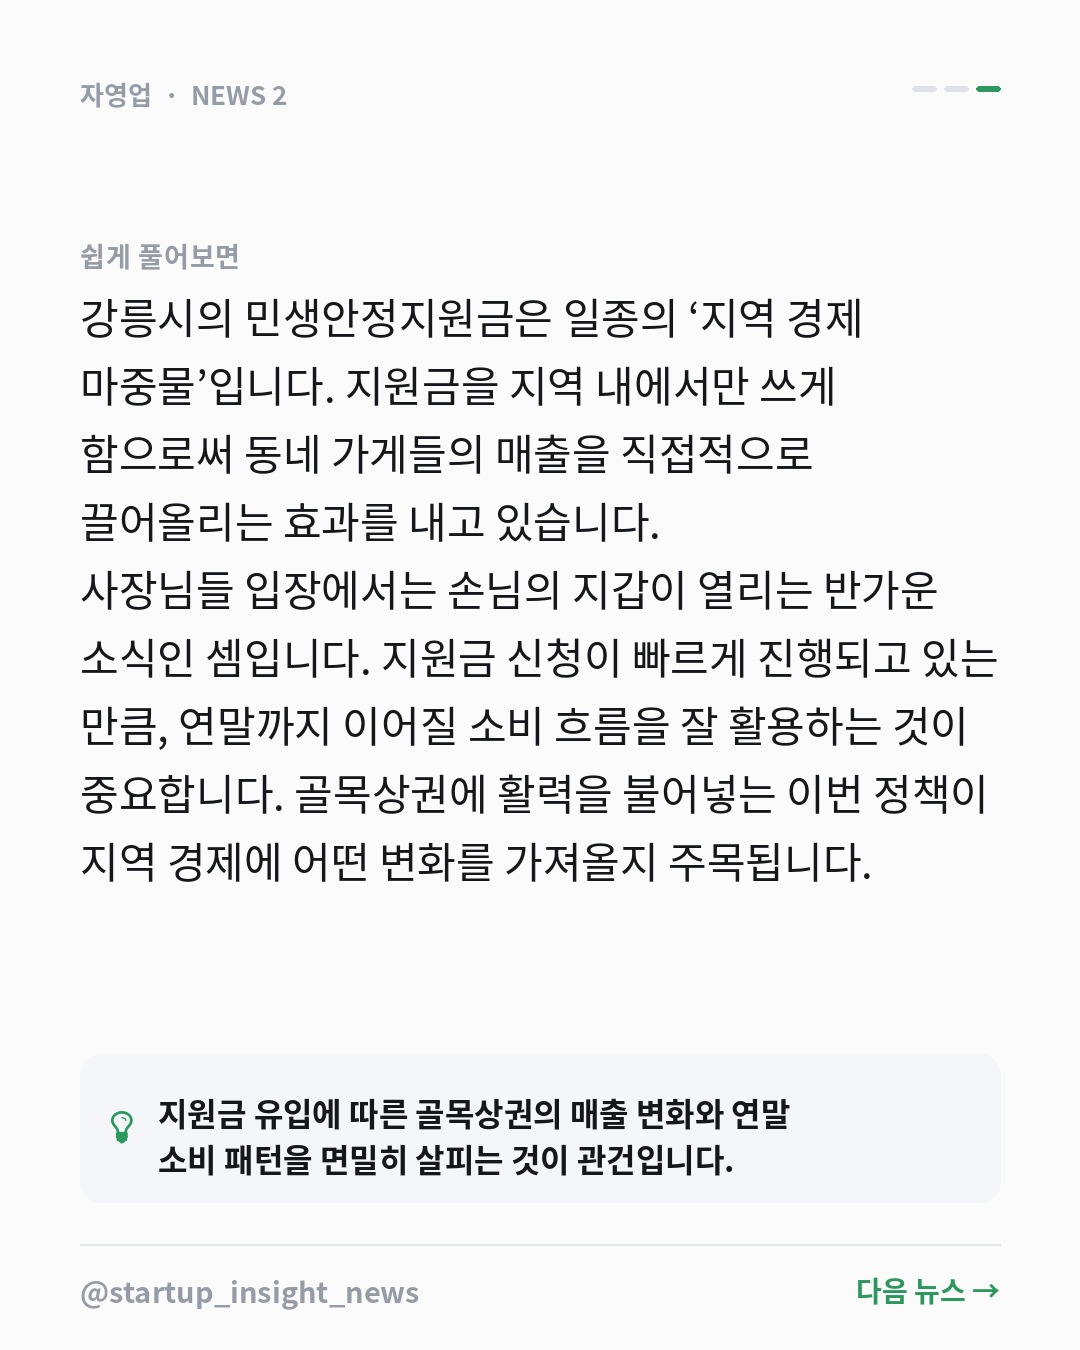 자영업 · NEWS 2
쉽게 풀어보면
강릉시의 민생안정지원금은 일종의 ‘지역 경제
마중물’입니다. 지원금을 지역 내에서만 쓰게
함으로써 동네 가게들의 매출을 직접적으로
끌어올리는 효과를 내고 있습니다.
사장님들 입장에서는 손님의 지갑이 열리는 반가운
소식인 셈입니다. 지원금 신청이 빠르게 진행되고 있는
만큼, 연말까지 이어질 소비 흐름을 잘 활용하는 것이
중요합니다. 골목상권에 활력을 불어넣는 이번 정책이
지역 경제에 어떤 변화를 가져올지 주목됩니다.
지원금 유입에 따른 골목상권의 매출 변화와 연말
소비 패턴을 면밀히 살피는 것이 관건입니다.
@startup_insight_news
다음 뉴스 →